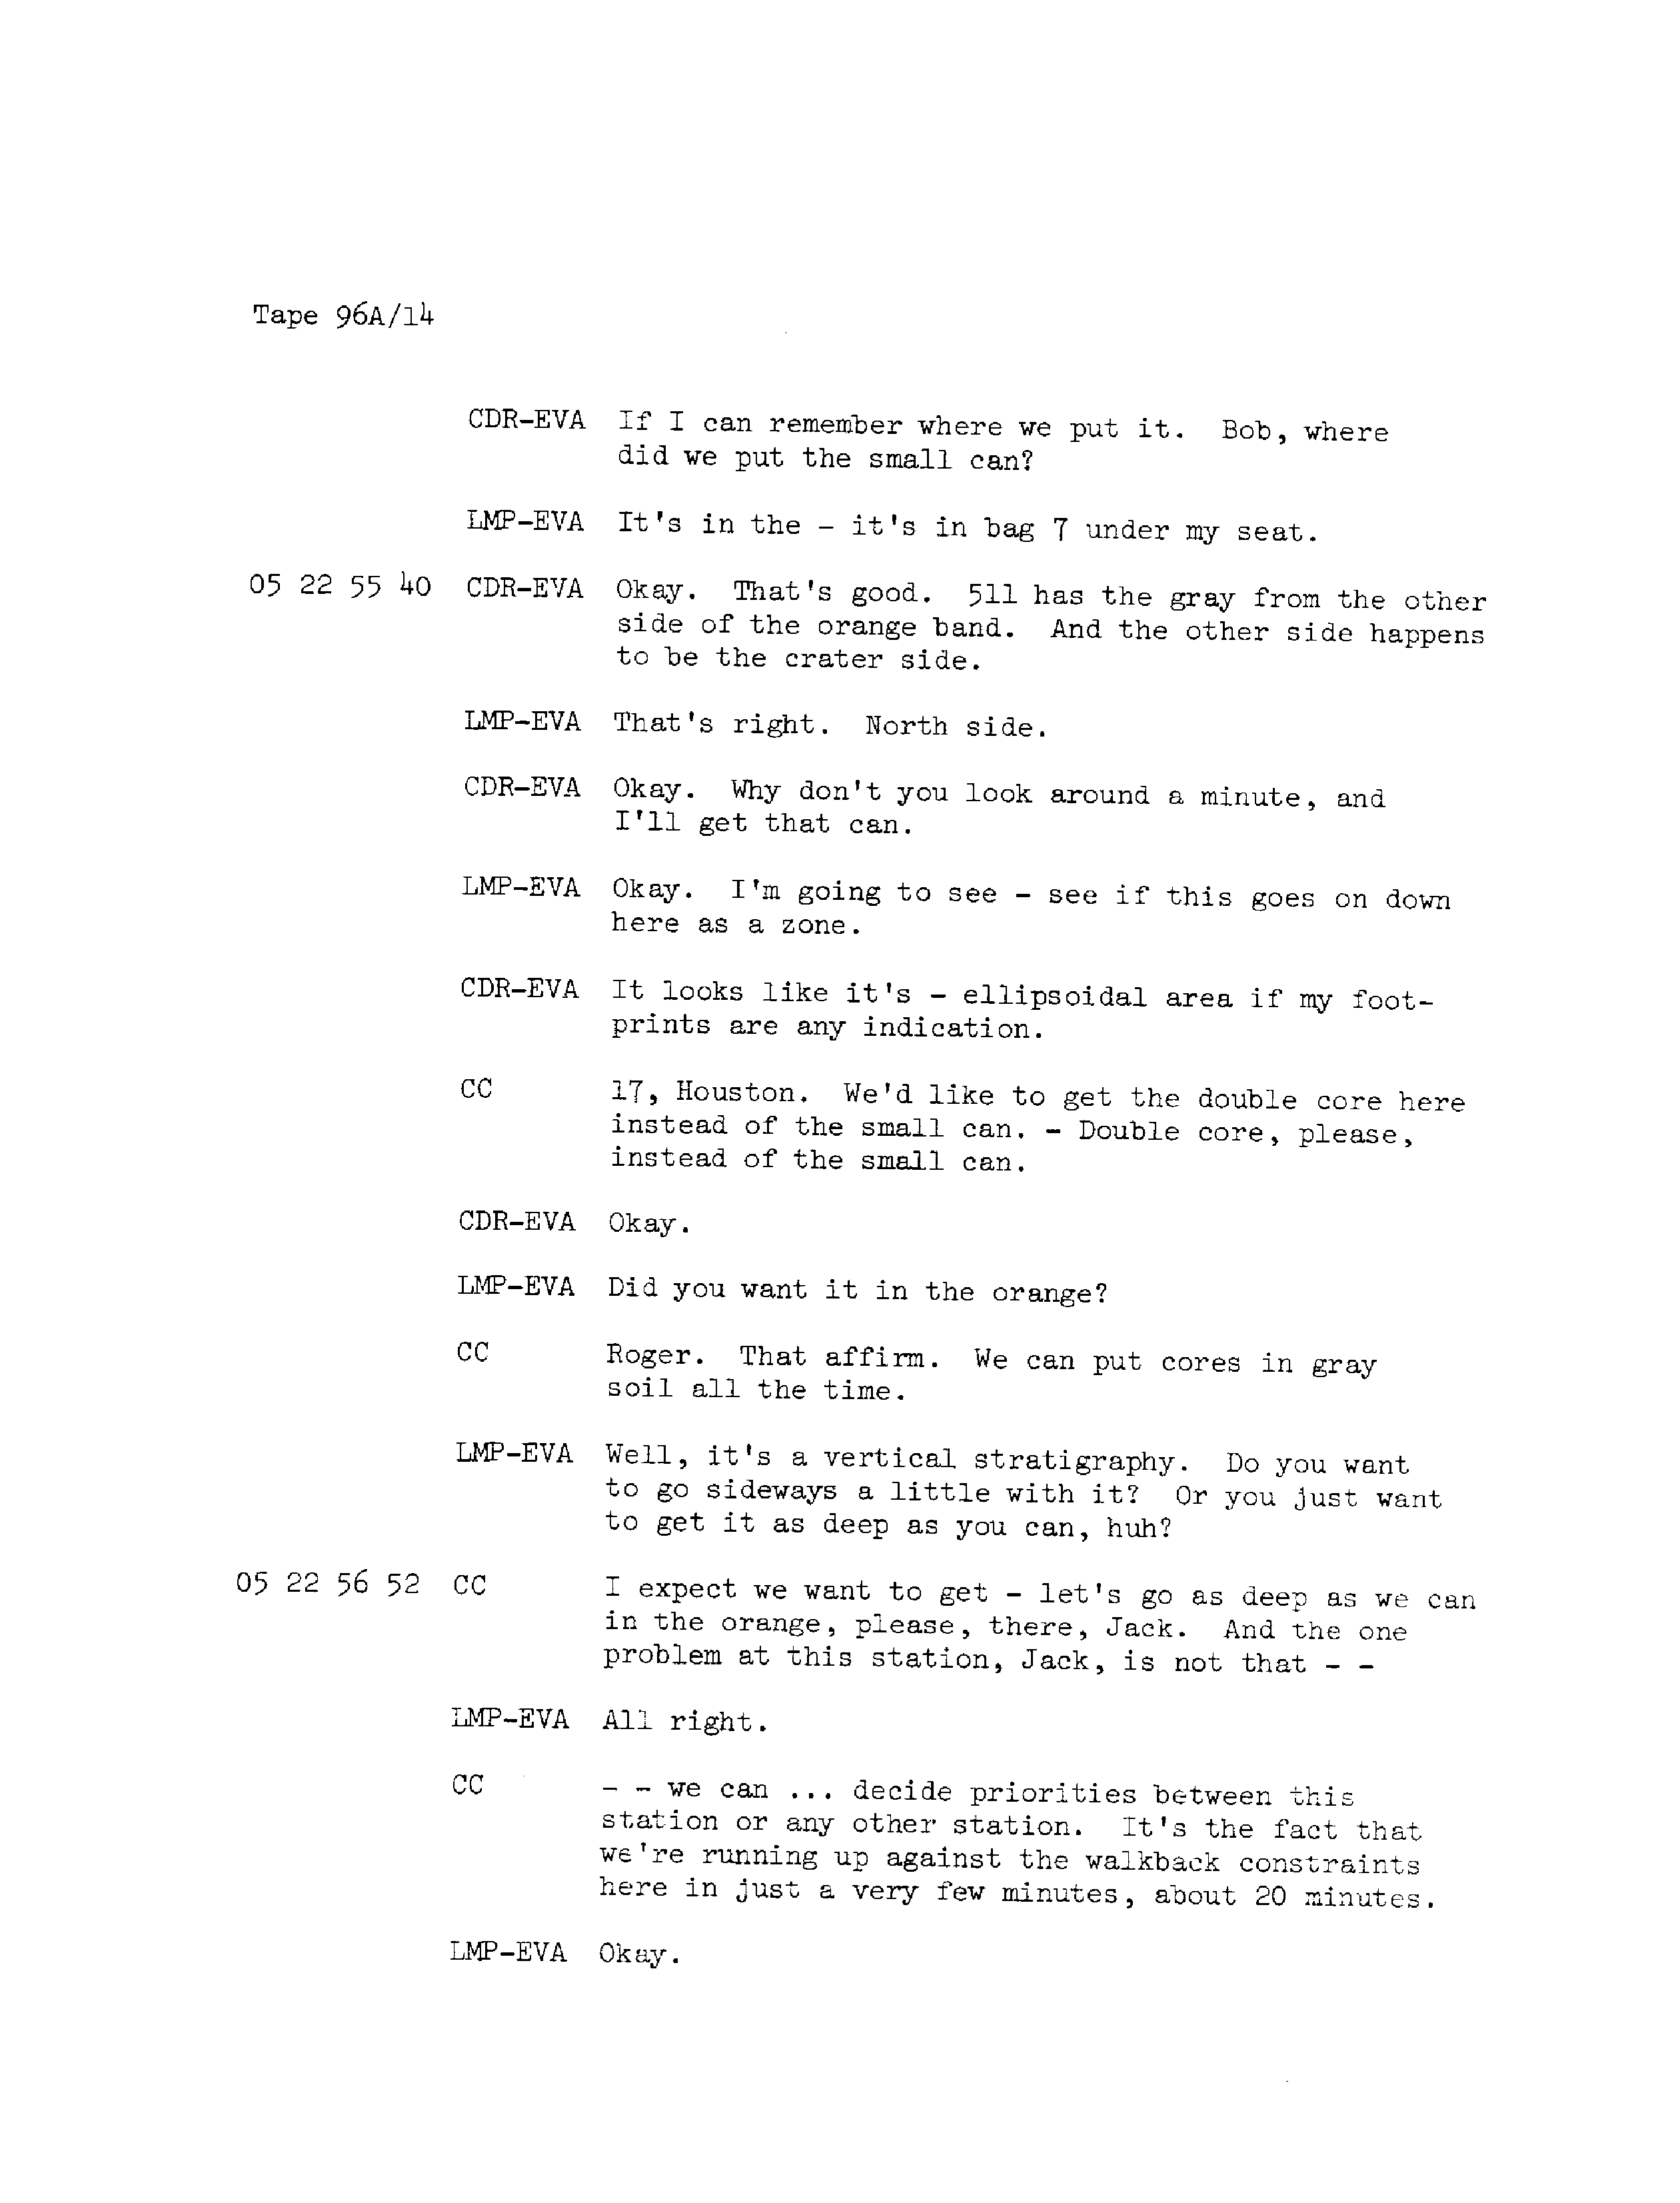 Tape 96A/14
CDR-EVA If I can remember where we put it. Bob, where
did we put the small can?
LMP-EVA It's in the - it's in bag 7 under my seat.
05 22 55 40 CDR-EVA Okay. That's good. 511 has the gray from the other
side of the orange band. And the other side happens
to be the crater side.
LMP-EVA That's right. North side.
CDR-EVA Okay. Why don't you look around a minute, and
I'll get that can.
LMP-EVA Okay. I'm going to see - see if this goes on down
here as a zone.
CDR-EVA It looks like it's - ellipsoidal area if my foot-
prints are any indication.
CC 17, Houston. We'd like to get the double core here
instead of the small can. - Double core, please,
instead of the small can.
CDR-EVA Okay.
LMP-EVA Did you want it in the orange?
CC Roger. That affirm. We can put cores in gray
soil all the time.
LMP-EVA Well, it's a vertical stratigraphy. Do you want
to go sideways a little with it? Or you just want
to get it as deep as you can, huh?
05 22 56 52 CC I expect we want to get - let's go as deep as we can
in the orange, please, there, Jack. And the one
problem at this station, Jack, is not that - -
LMP-EVA All right.
CC - - we can ... decide priorities between this
station or any other station. It's the fact that
we're running up against the walkback constraints
here in just a very few minutes, about 20 minutes.
LMP-EVA Okay.